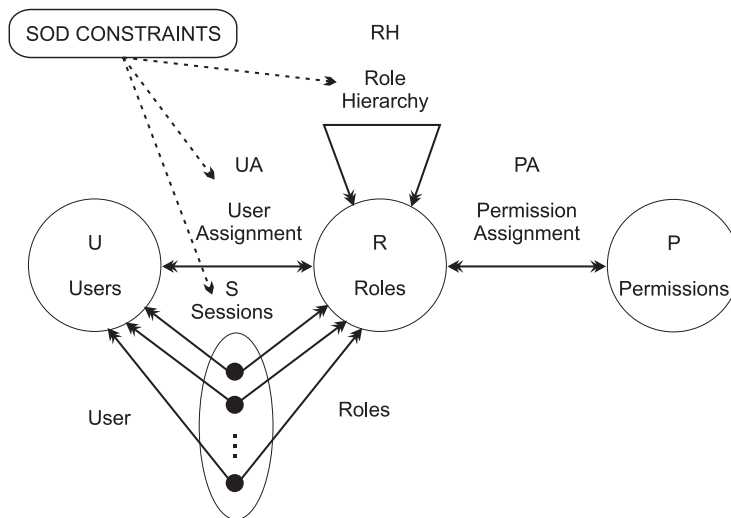 SOD CONSTRAINTS
RH
Role
Hierarchy
UA
PA
User
Assignment
Permission
Assignment
U
Users
R
Roles
P
Permissions
S
Sessions
User
Roles